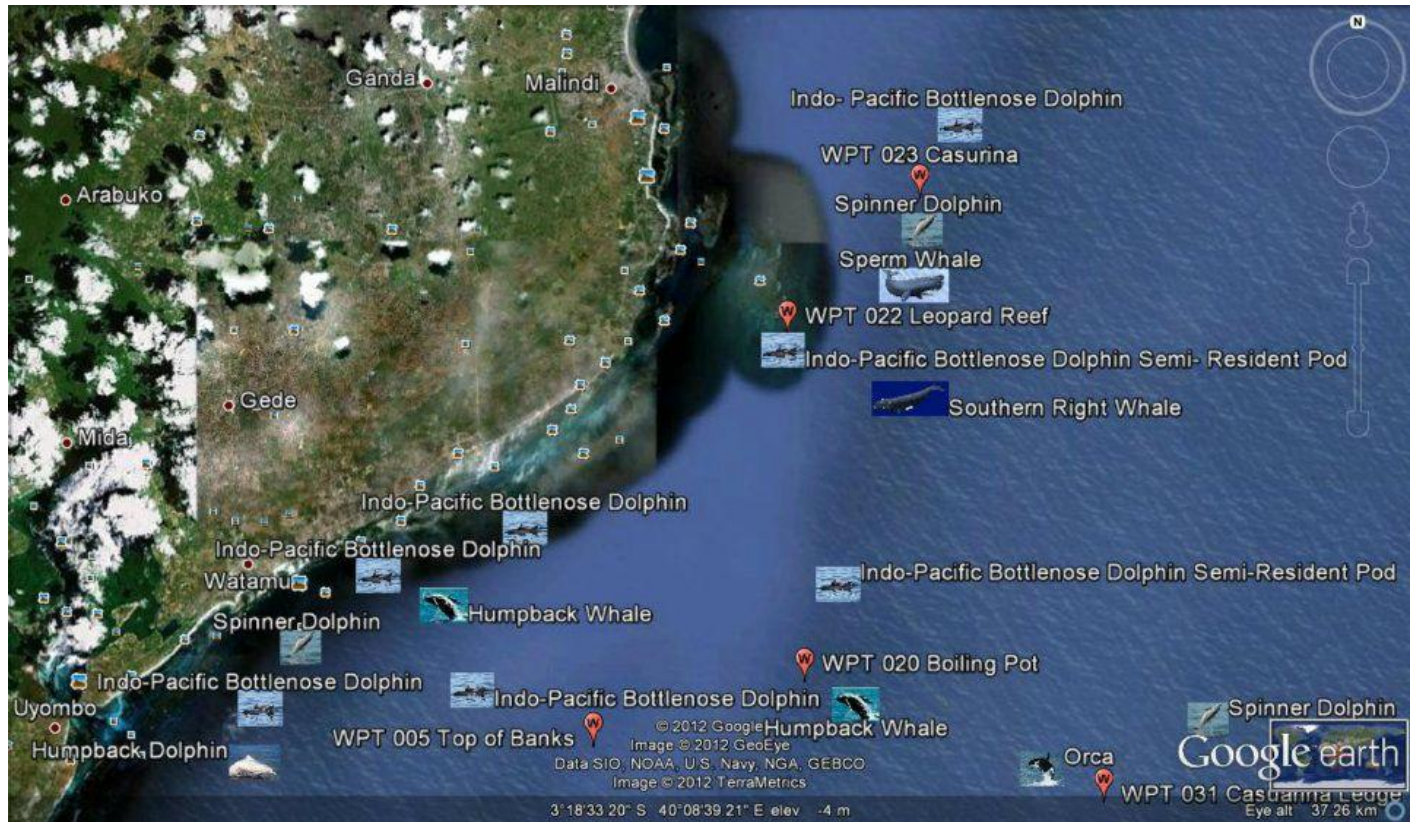 N
Ganda
Malindi
Indo- Pacific Bottlenose Dolphin
WPT 023 Casurina
W
Arabuko
Spinner Dolphin
Sperm Whale
W
WPT 022 Leopard Reef
Indo-Pacific Bottlenose Dolphin Semi- Resident Pod
Gede
Southern Right Whale
Mida
Indo-Pacific Bottlenose Dolphin
Indo-Pacific Bottlenose Dolphin
Watamu
Indo-Pacific Bottlenose Dolphin Semi-Resident Pod
Humpback Whale
Spinner Dolphin
W
WPT 020 Boiling Pot
Indo-Pacific Bottlenose Dolphin
Indo-Pacific Bottlenose Dolphin
Uyombo
Spinner Dolphin
W
WPT 005 Top of Banks
© 2012 Google
Humpback Whale
Humpback Dolphin
Image © 2012 GeoEye
Google earth
Orca
Data SIO, NOAA, U.S. Navy, NGA, GEBCO
Image © 2012 TerraMetrics
W
WPT 031 Casuarina Ledge
3°18'33.20" S 40°08'39.21" E elev -4 m
Eye alt 37.26 km